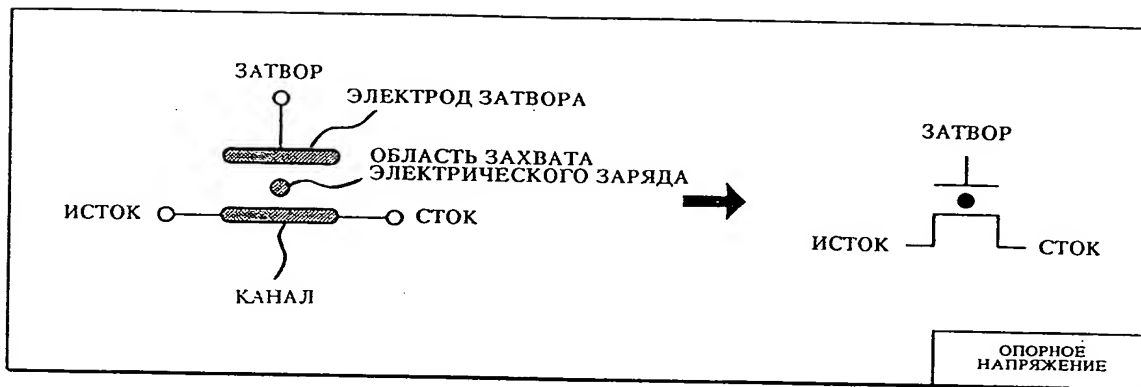 ЗАТВОР
ЭЛЕКТРОД ЗАТВОРА
ОБЛАСТЬ ЗАХВАТА
ЭЛЕКТРИЧЕСКОГО ЗАРЯДА
ИСТОК
СТОК
КАНАЛ
ЗАТВОР
ИСТОК
СТОК
ОПОРНОЕ
НАПРЯЖЕНИЕ